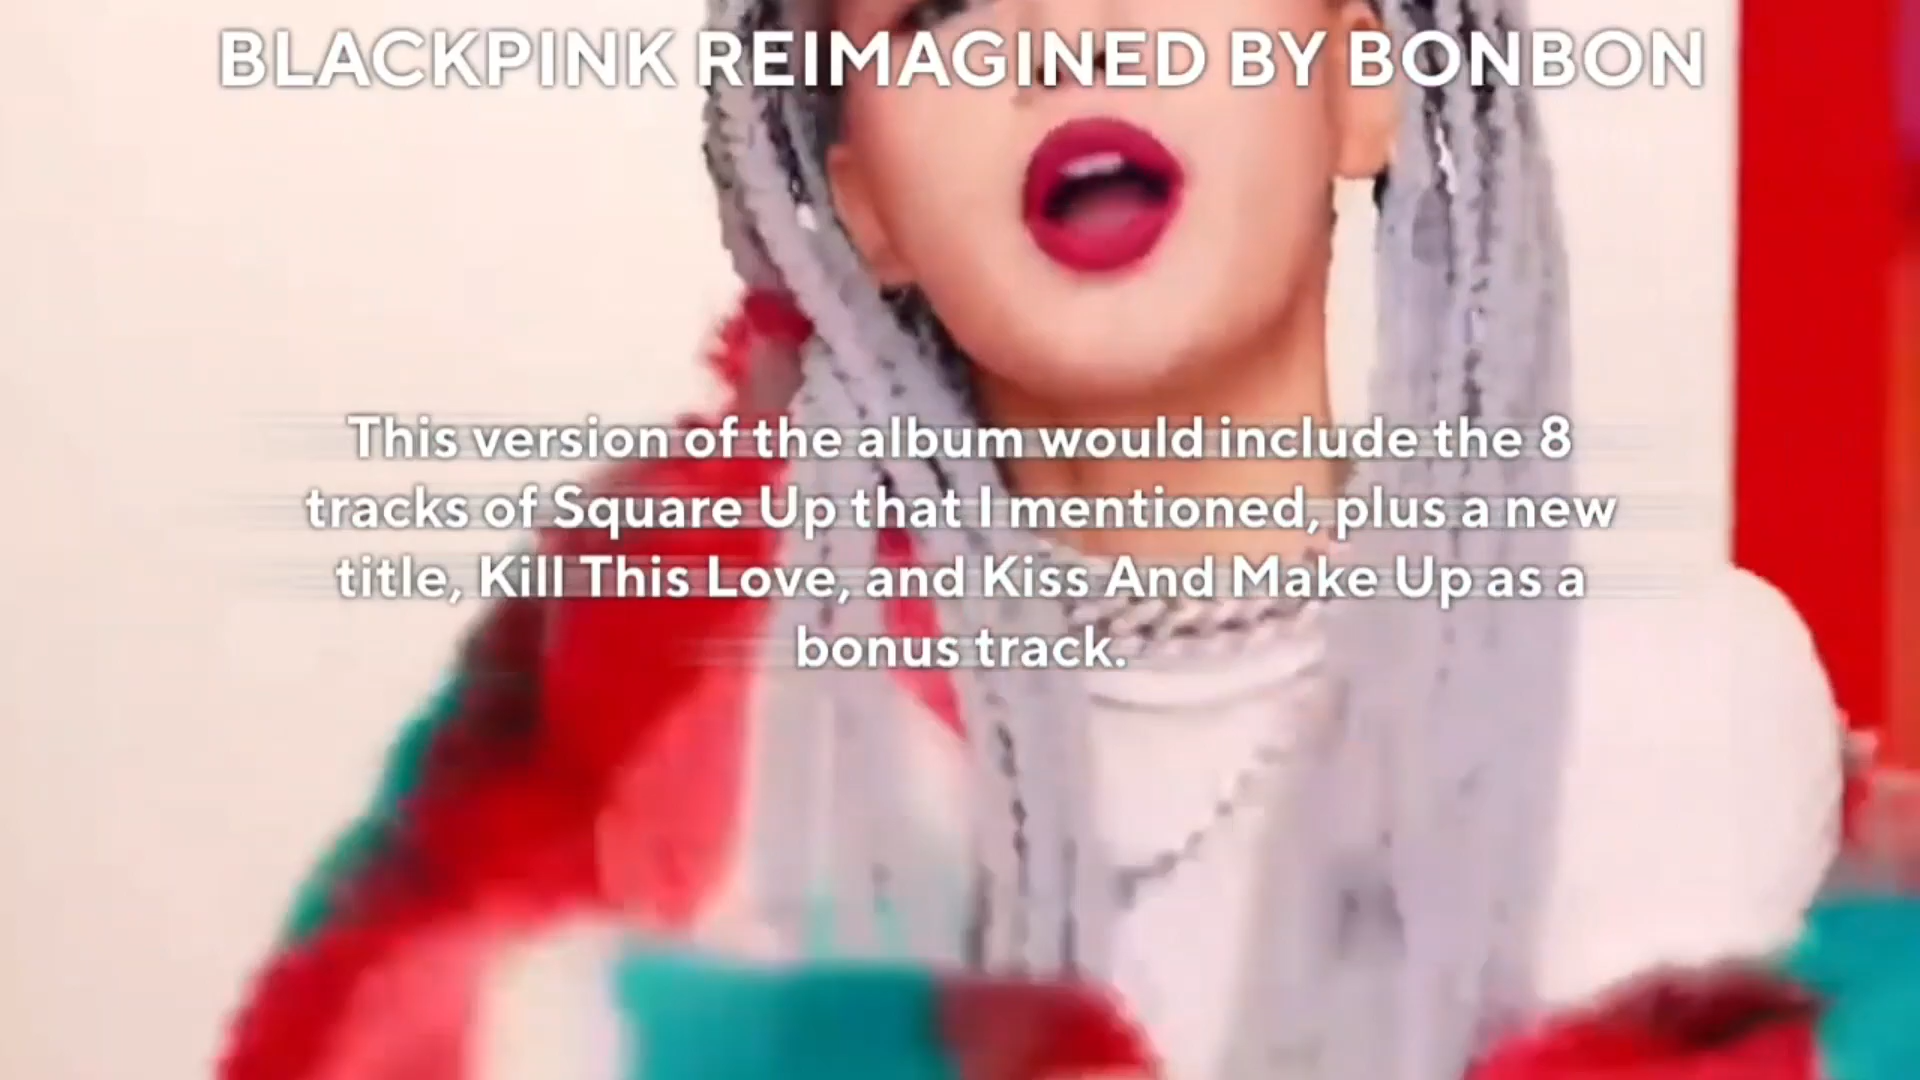 BLACKPINK REIMAGINED BY BONBON
This version of the album would include the 8
tracks of Square Up that I mentioned, plus a new
title, Kill This Love, and Kiss And Make Up as a
bonus track.